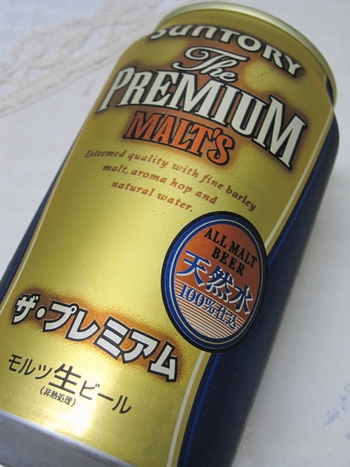 SUNTORY
The
PREMIUM
MALT'S
Esteemed quality with fine barley
malt, aroma hop and
natural water.
ALL MALT
BEER
天然水
100%仕込
ザ・プレミアム
モルツ生ビール
(非熱処理)